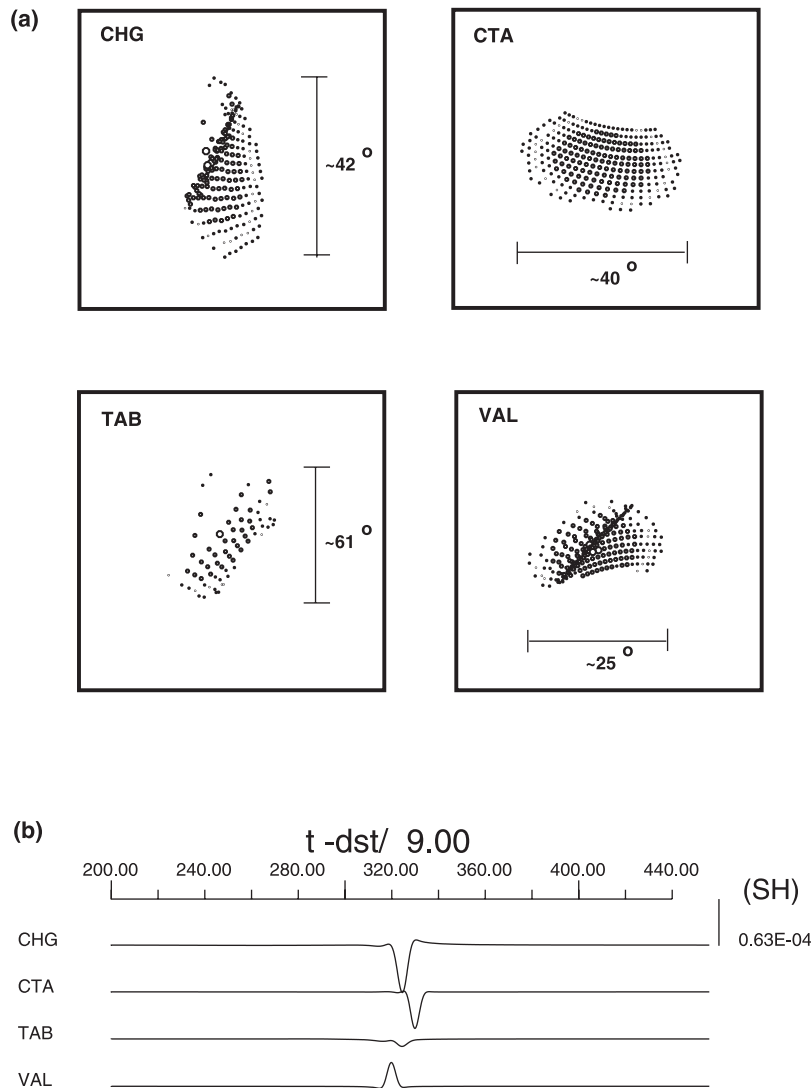 (a)
CHG
CTA
~42 o
~40 o
TAB
VAL
~61 o
~25 o
(b)
t -dst/ 9.00
200.00 240.00 280.00 320.00 360.00 400.00 440.00
(SH)
CHG
0.63E-04
CTA
TAB
VAL